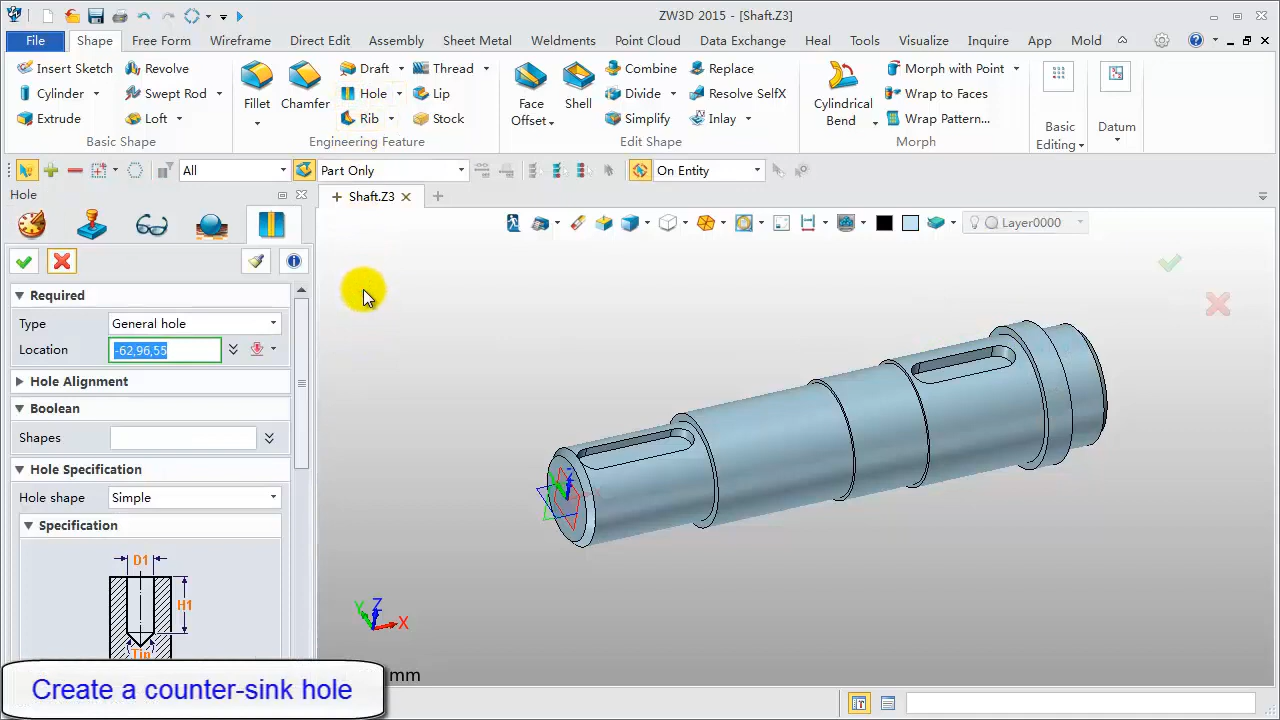 ZW3D 2015 - [Shaft.Z3]
File Shape Free Form Wireframe Direct Edit Assembly Sheet Metal Weldments Point Cloud Data Exchange Heal Tools Visualize Inquire App Mold
Insert Sketch Revolve Draft Thread Combine Replace Morph with Point
Cylinder Swept Rod Fillet Chamfer Hole Lip Face Offset Shell Divide Resolve SelfX Cylindrical Bend Wrap to Faces
Extrude Loft Rib Stock Simplify Inlay Wrap Pattern... Basic Editing Datum
Basic Shape Engineering Feature Edit Shape Morph
All Part Only On Entity
Hole Shaft.Z3
Layer0000
Required
Type General hole
Location -62,96,55
Hole Alignment
Boolean
Shapes
Hole Specification
Hole shape Simple
Specification
D1
H1
Tip
Z
Y Z X
mm
Create a counter-sink hole